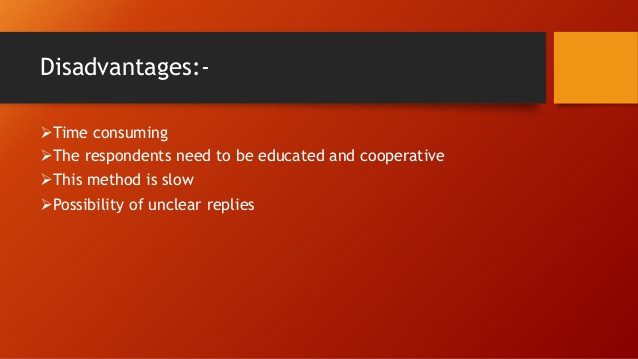 Disadvantages:-
➢Time consuming
➢The respondents need to be educated and cooperative
➢This method is slow
➢Possibility of unclear replies